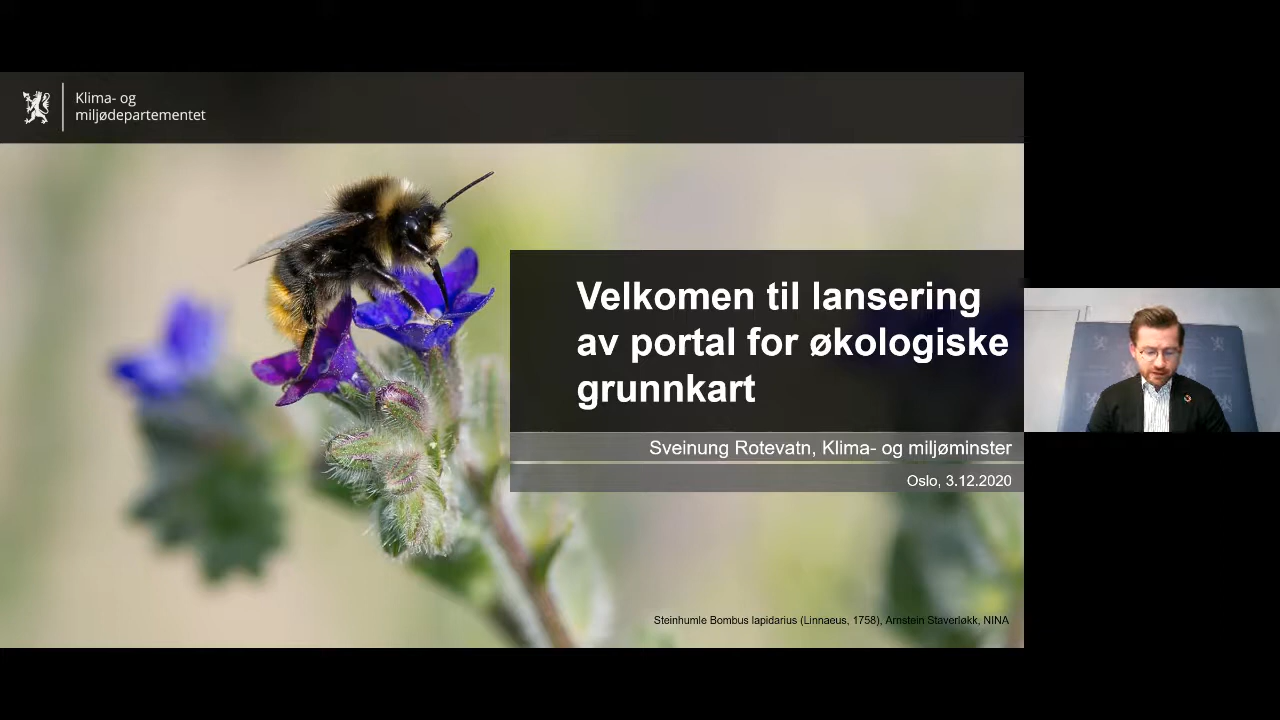 Klima- og
miljødepartementet
Velkomen til lansering
av portal for økologiske
grunnkart
Sveinung Rotevatn, Klima- og miljøminster
Oslo, 3.12.2020
Steinhumle Bombus lapidarius (Linnaeus, 1758), Arnstein Staverløkk, NINA